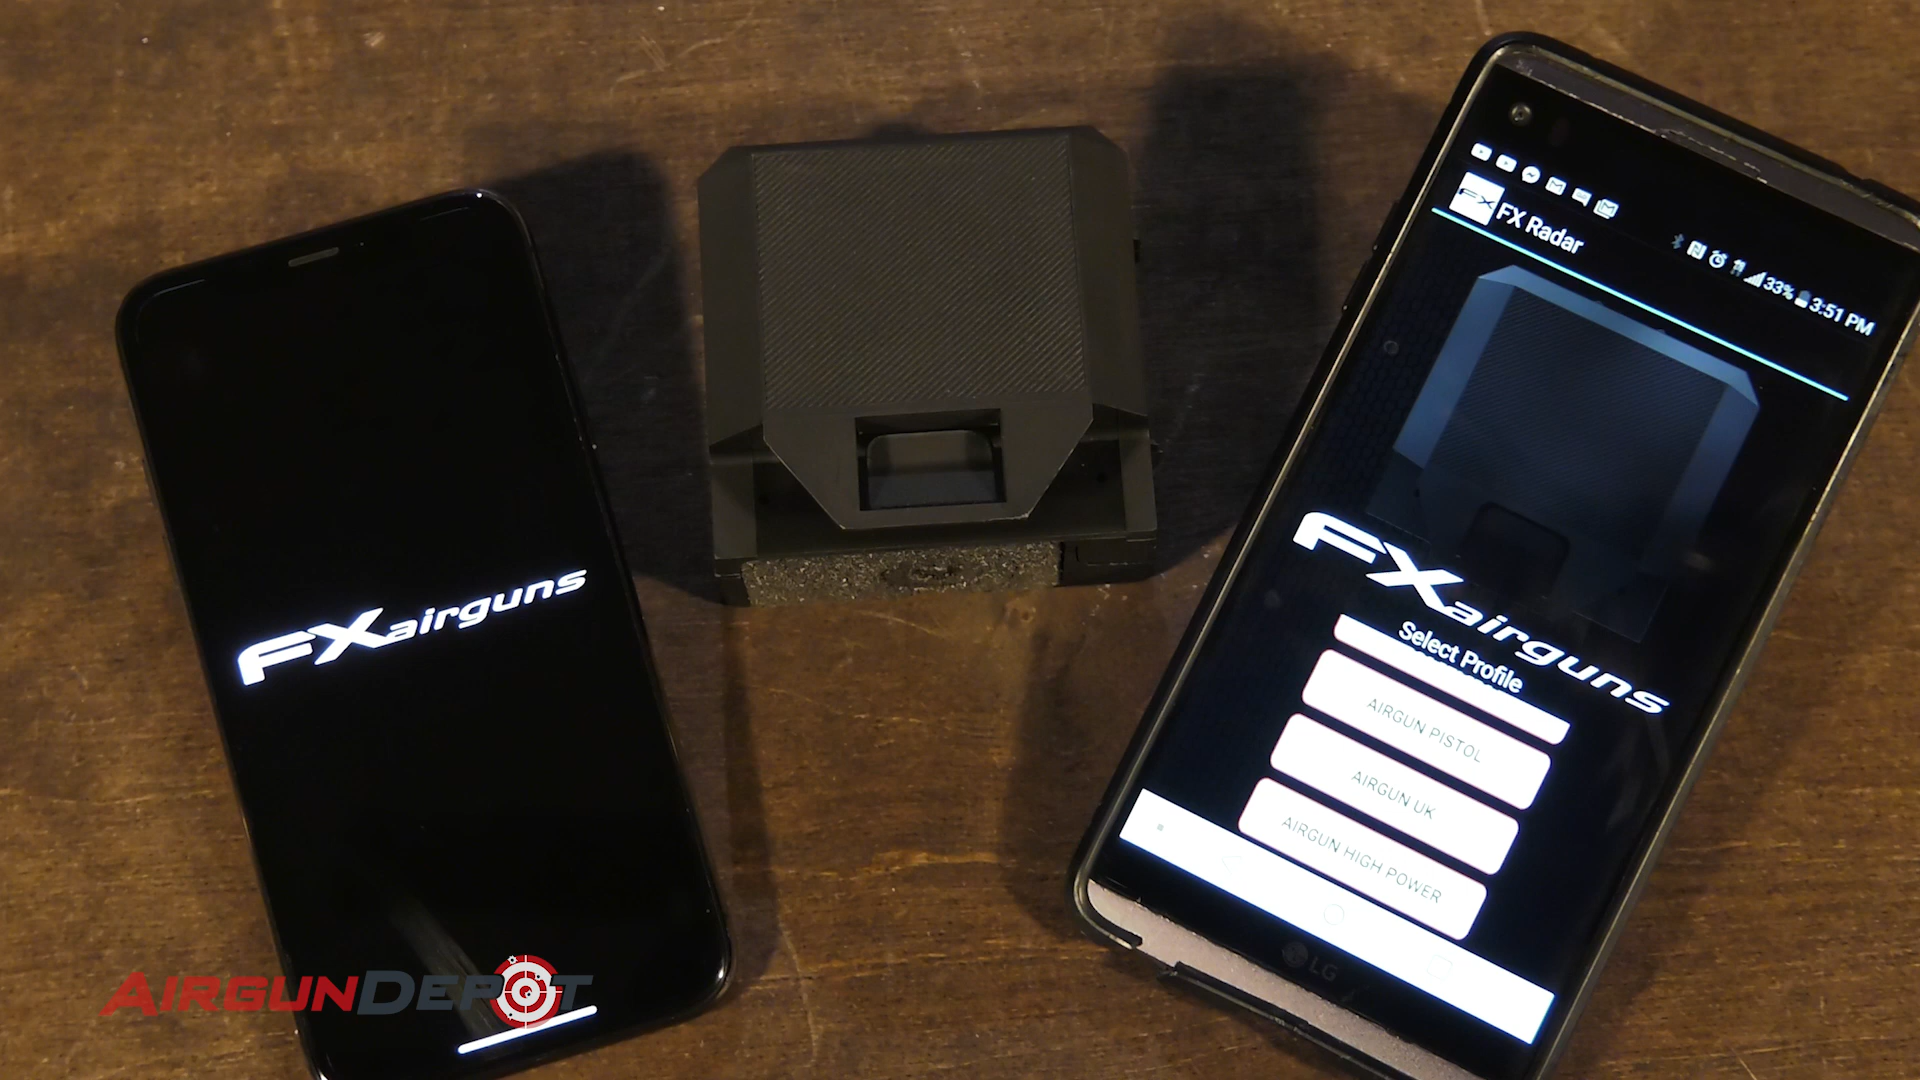 FXairguns
AIRGUNDEPOT
FX Radar
33% 3:51 PM
FXairguns
Select Profile
AIRGUN PISTOL
AIRGUN UK
AIRGUN HIGH POWER
LG